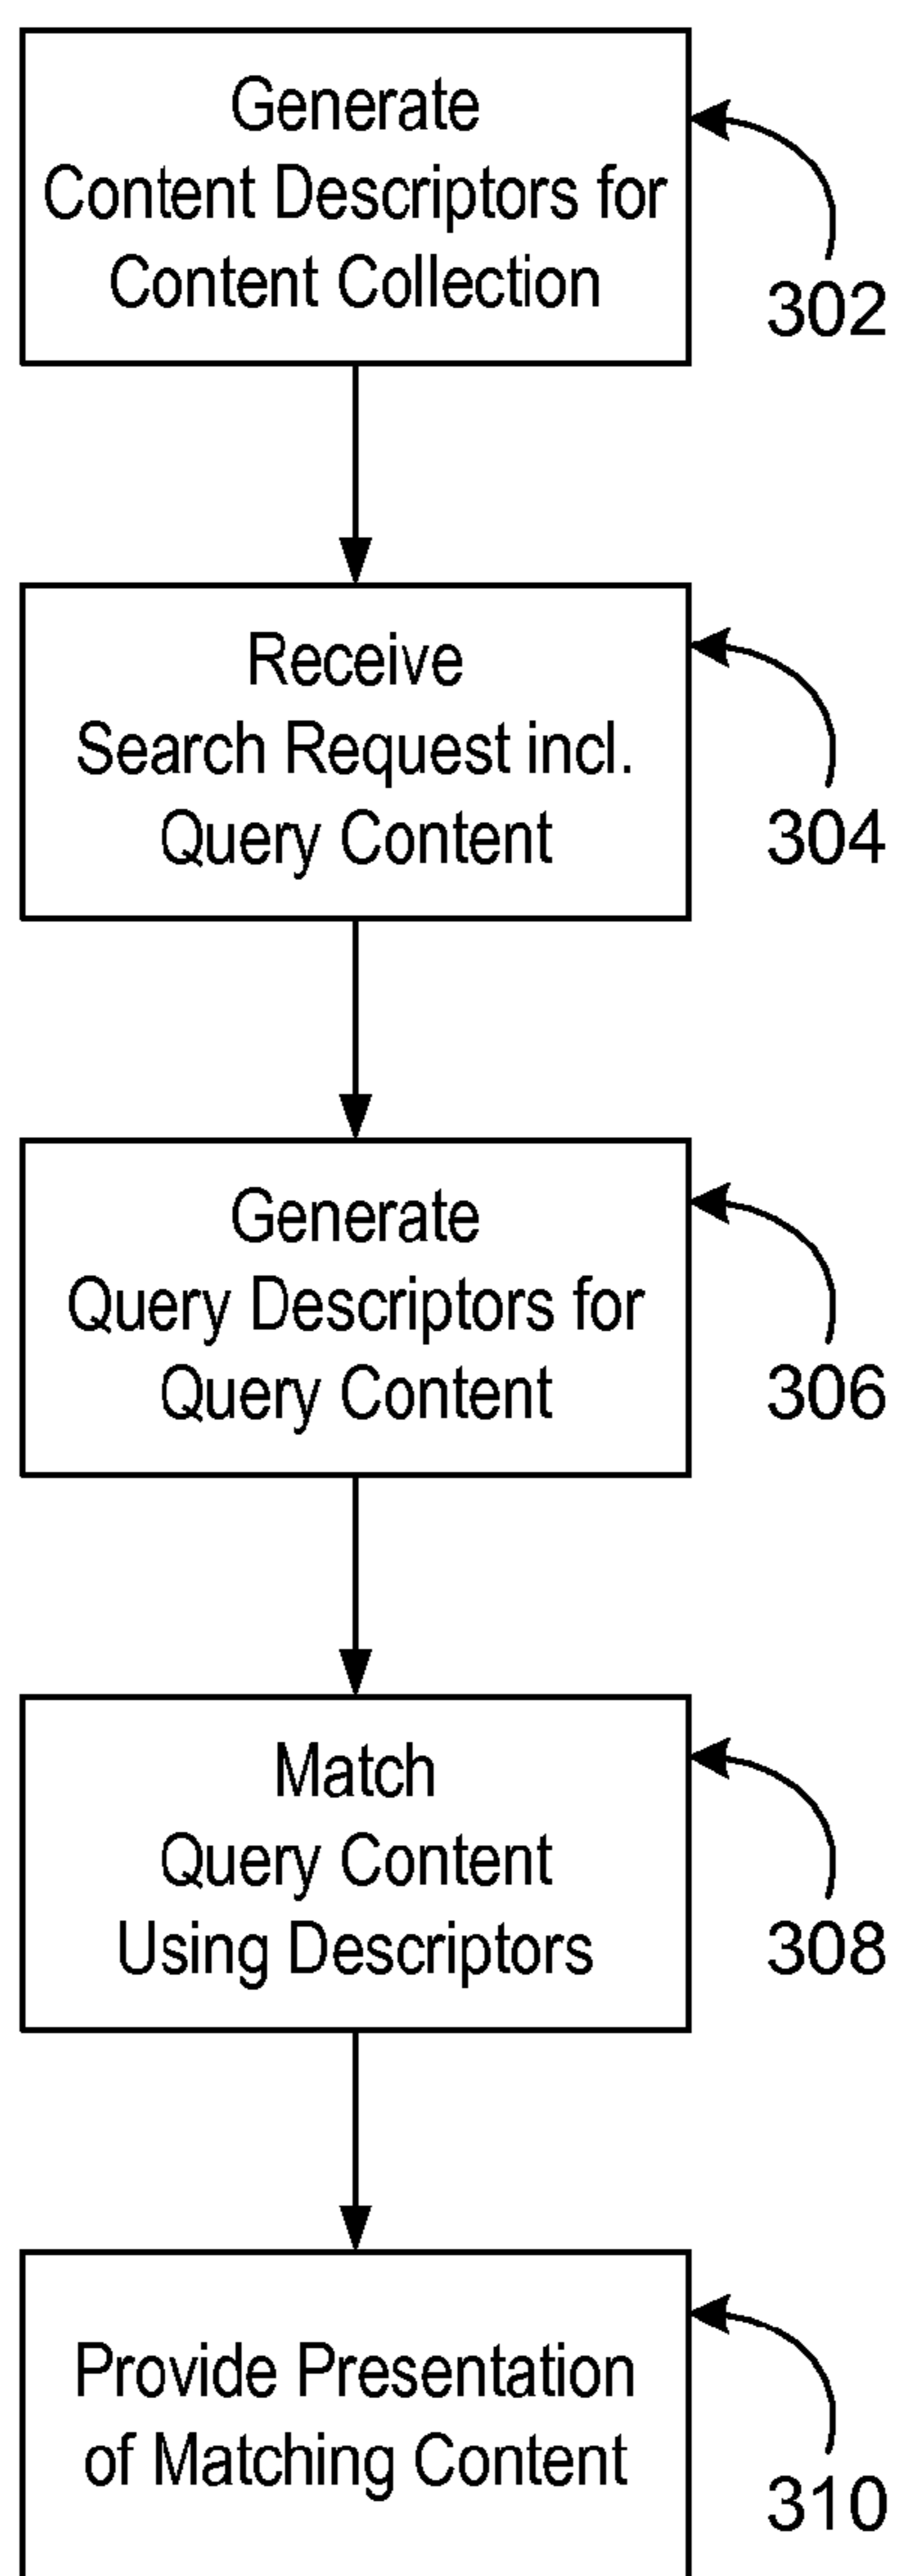 Generate
Content Descriptors for
Content Collection
302
Receive
Search Request incl.
Query Content
304
Generate
Query Descriptors for
Query Content
306
Match
Query Content
Using Descriptors
308
Provide Presentation
of Matching Content
310